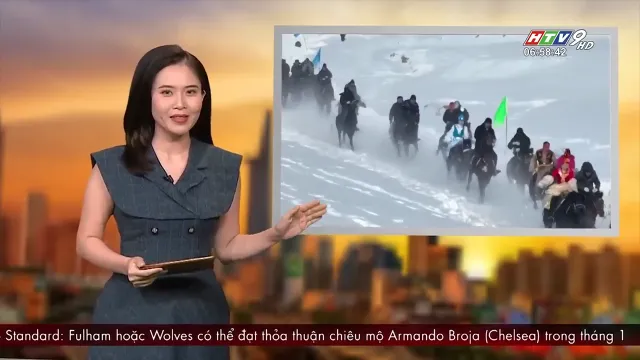 HTV9 HD
06:58:42
Standard: Fulham hoặc Wolves có thể đạt thỏa thuận chiêu mộ Armando Broja (Chelsea) trong tháng 1